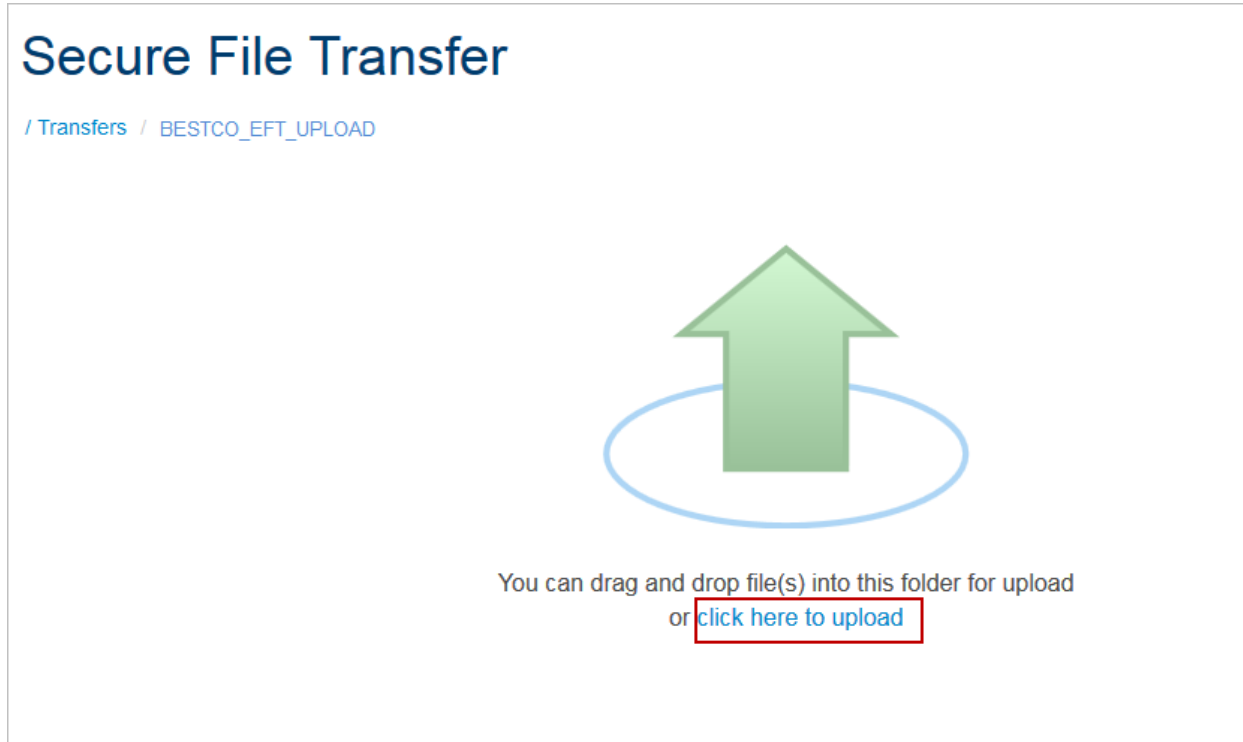 Secure File Transfer
/ Transfers / BESTCO_EFT_UPLOAD
You can drag and drop file(s) into this folder for upload
or click here to upload